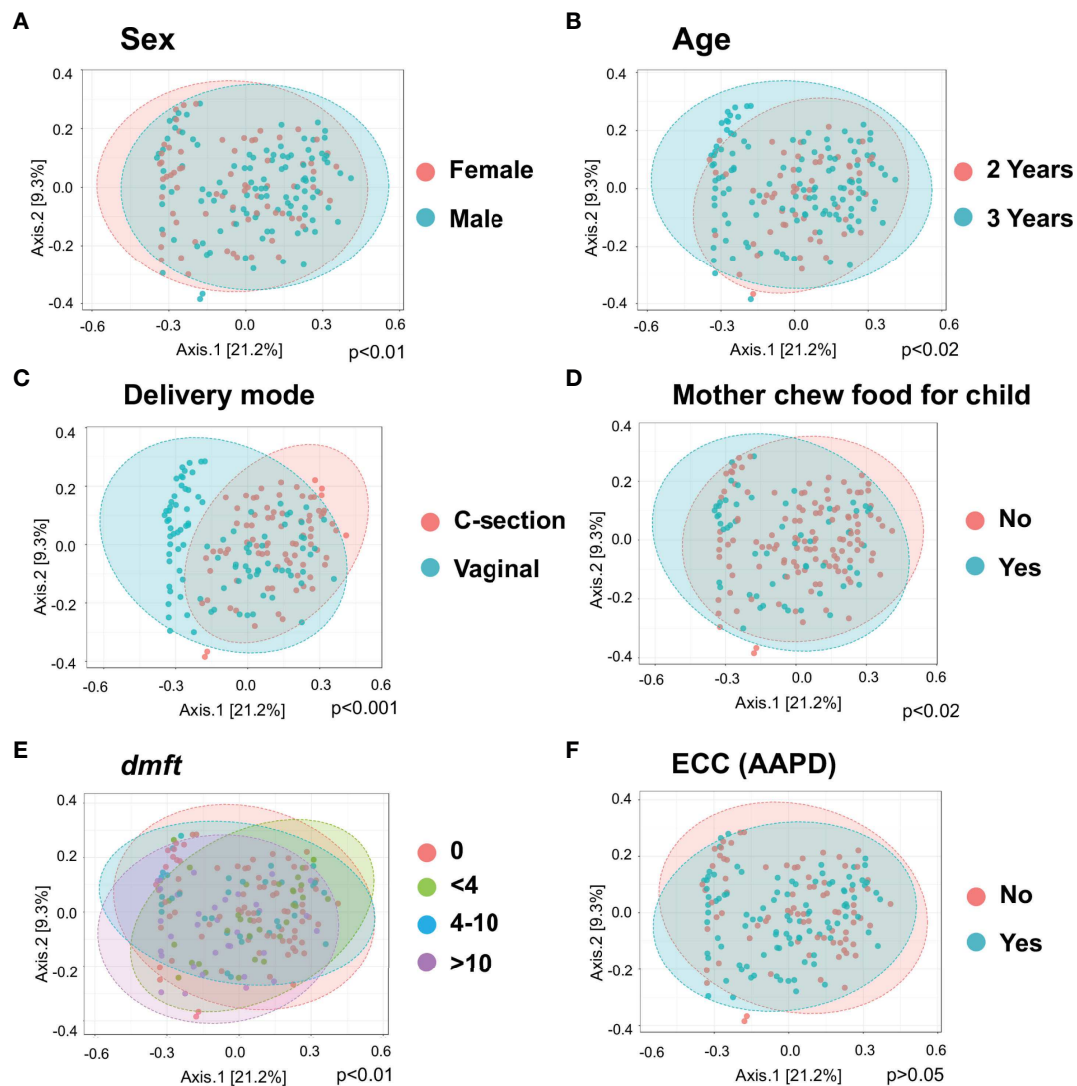 A
Sex
0.4
0.2
0.0
-0.2
-0.4
Axis.2 [9.3%]
-0.6
-0.3
0.0
0.3
0.6
Axis.1 [21.2%]
p<0.01
Female
Male
B
Age
0.4
0.2
0.0
-0.2
-0.4
Axis.2 [9.3%]
-0.6
-0.3
0.0
0.3
0.6
Axis.1 [21.2%]
p<0.02
2 Years
3 Years
C
Delivery mode
0.4
0.2
0.0
-0.2
-0.4
Axis.2 [9.3%]
-0.6
-0.3
0.0
0.3
0.6
Axis.1 [21.2%]
p<0.001
C-section
Vaginal
D
Mother chew food for child
0.4
0.2
0.0
-0.2
-0.4
Axis.2 [9.3%]
-0.6
-0.3
0.0
0.3
0.6
Axis.1 [21.2%]
p<0.02
No
Yes
E
dmft
0.4
0.2
0.0
-0.2
-0.4
Axis.2 [9.3%]
-0.6
-0.3
0.0
0.3
0.6
Axis.1 [21.2%]
p<0.01
0
<4
4-10
>10
F
ECC (AAPD)
0.4
0.2
0.0
-0.2
-0.4
Axis.2 [9.3%]
-0.6
-0.3
0.0
0.3
0.6
Axis.1 [21.2%]
p>0.05
No
Yes